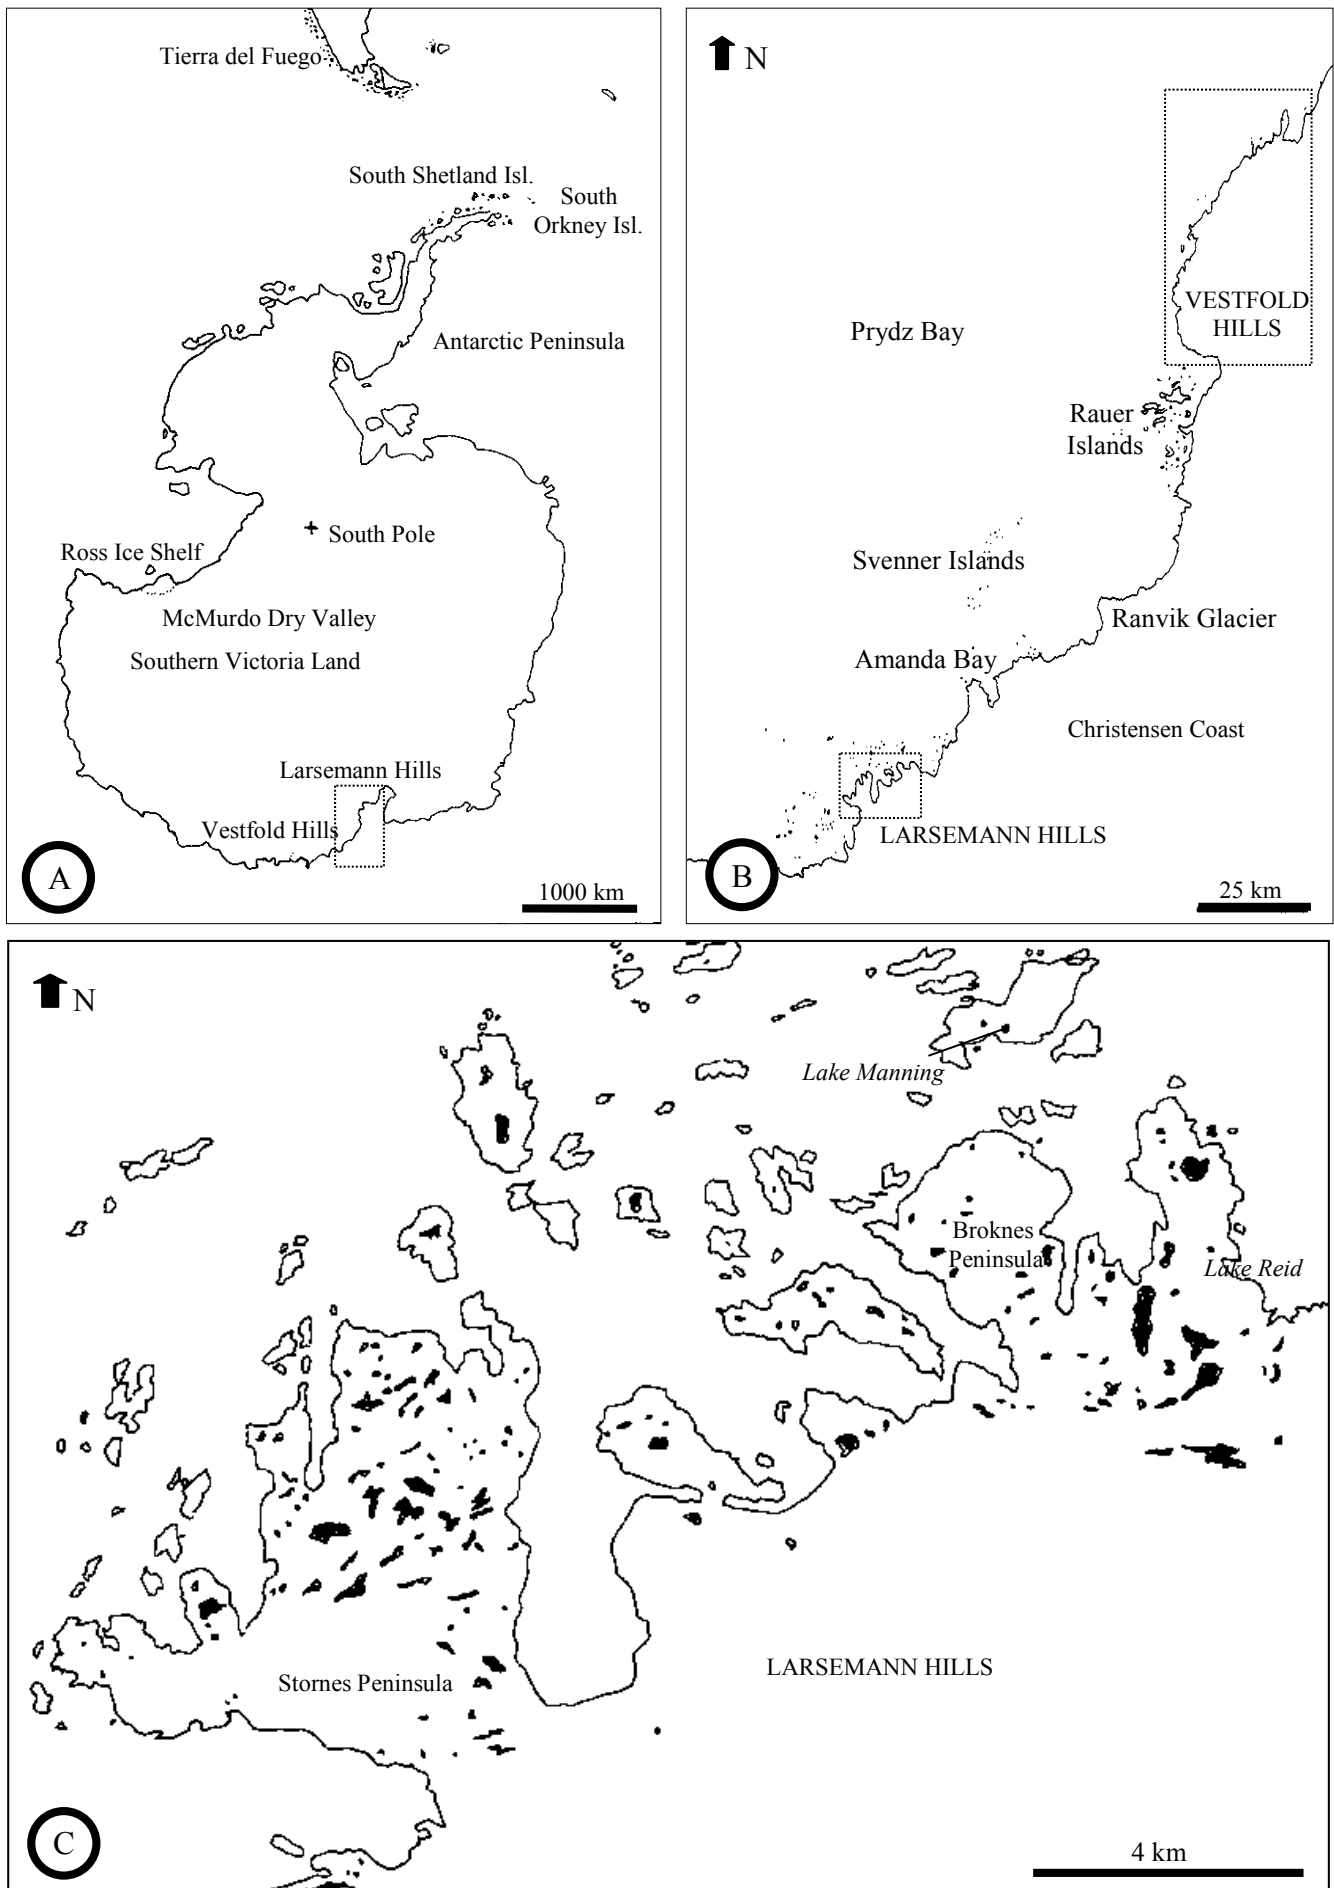 Tierra del Fuego
South Shetland Isl.
South
Orkney Isl.
Antarctic Peninsula
South Pole
Ross Ice Shelf
McMurdo Dry Valley
Southern Victoria Land
Larsemann Hills
Vestfold Hills
A
1000 km
N
VESTFOLD
HILLS
Prydz Bay
Rauer
Islands
Svenner Islands
Ranvik Glacier
Amanda Bay
Christensen Coast
LARSEMANN HILLS
B
25 km
N
Lake Manning
Broknes
Peninsula
Lake Reid
Stornes Peninsula
LARSEMANN HILLS
C
4 km